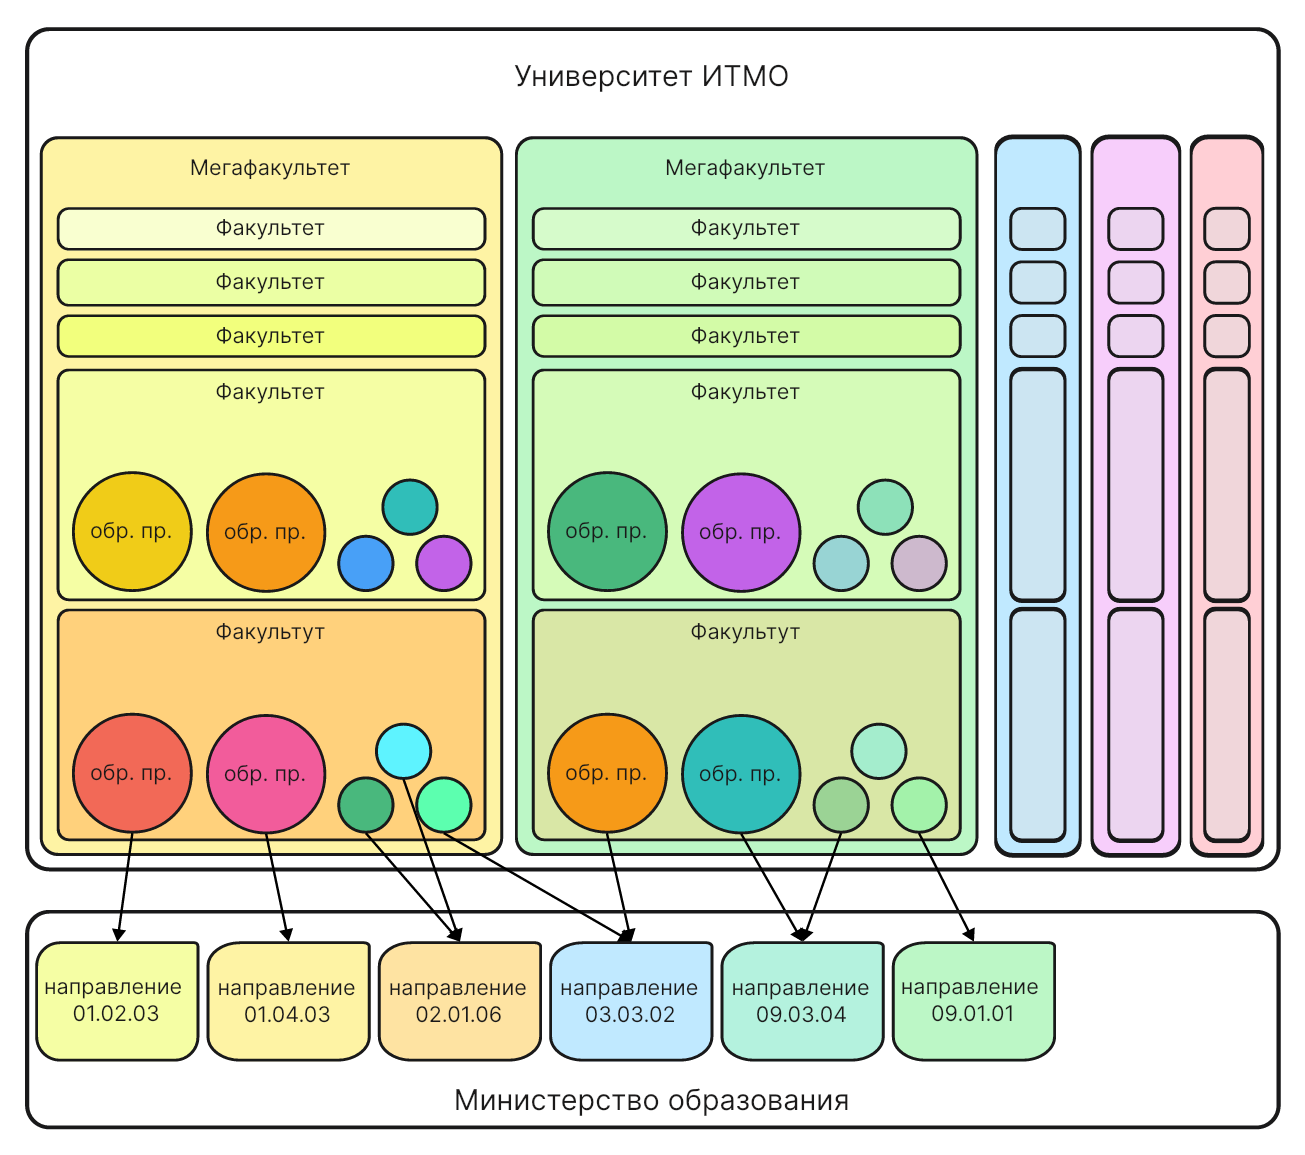 Университет ИТМО
Мегафакультет
Факультет
Факультет
Факультет
Факультет
обр. пр.
обр. пр.
Факультут
обр. пр.
обр. пр.
Мегафакультет
Факультет
Факультет
Факультет
Факультет
обр. пр.
обр. пр.
Факультут
обр. пр.
обр. пр.
направление
01.02.03
направление
01.04.03
направление
02.01.06
направление
03.03.02
направление
09.03.04
направление
09.01.01
Министерство образования